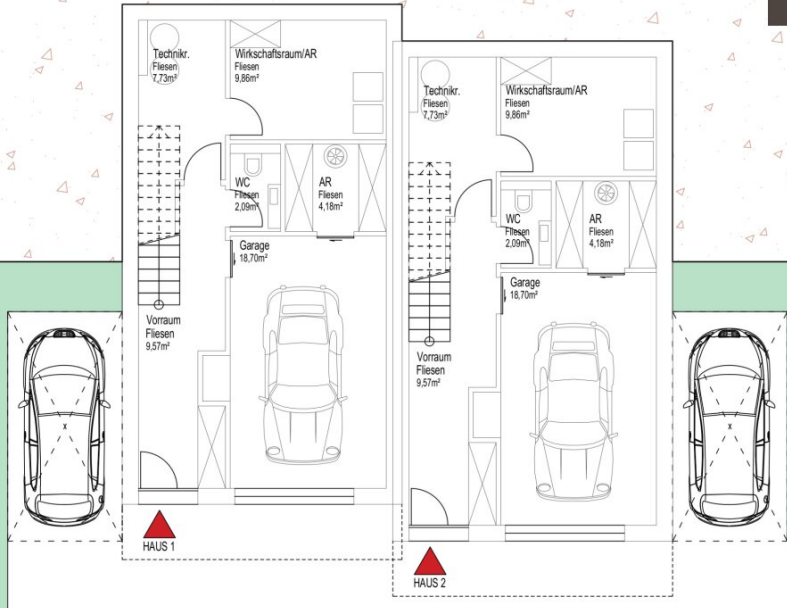 Technikr.
Fliesen
7,73m²
Wirkschaftsraum/AR
Fliesen
9,86m²
WC
Fliesen
2,09m²
AR
Fliesen
4,18m²
Garage
18,70m²
Vorraum
Fliesen
9,57m²
HAUS 1
Technikr.
Fliesen
7,73m²
Wirkschaftsraum/AR
Fliesen
9,86m²
WC
Fliesen
2,09m²
AR
Fliesen
4,18m²
Garage
18,70m²
Vorraum
Fliesen
9,57m²
HAUS 2